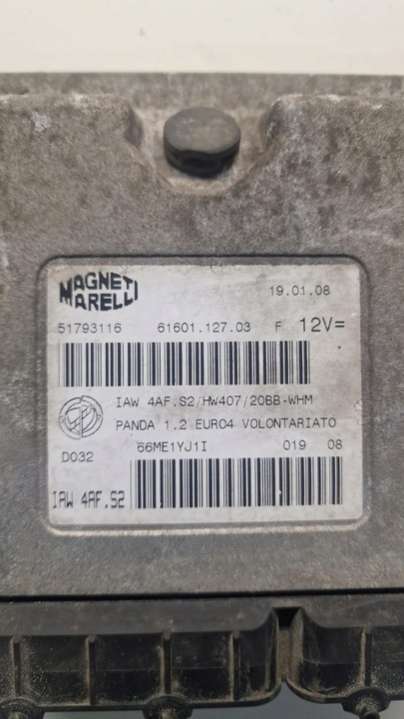 MAGNETI
MARELLI
19.01.08
51793116 61601.127.03 F 12V=
IAW 4AF.S2/HW407/20BB-WHM
PANDA 1.2 EURO4 VOLONTARIATO
D032 66ME1YJ1I 019 08
IAW 4AF.S2